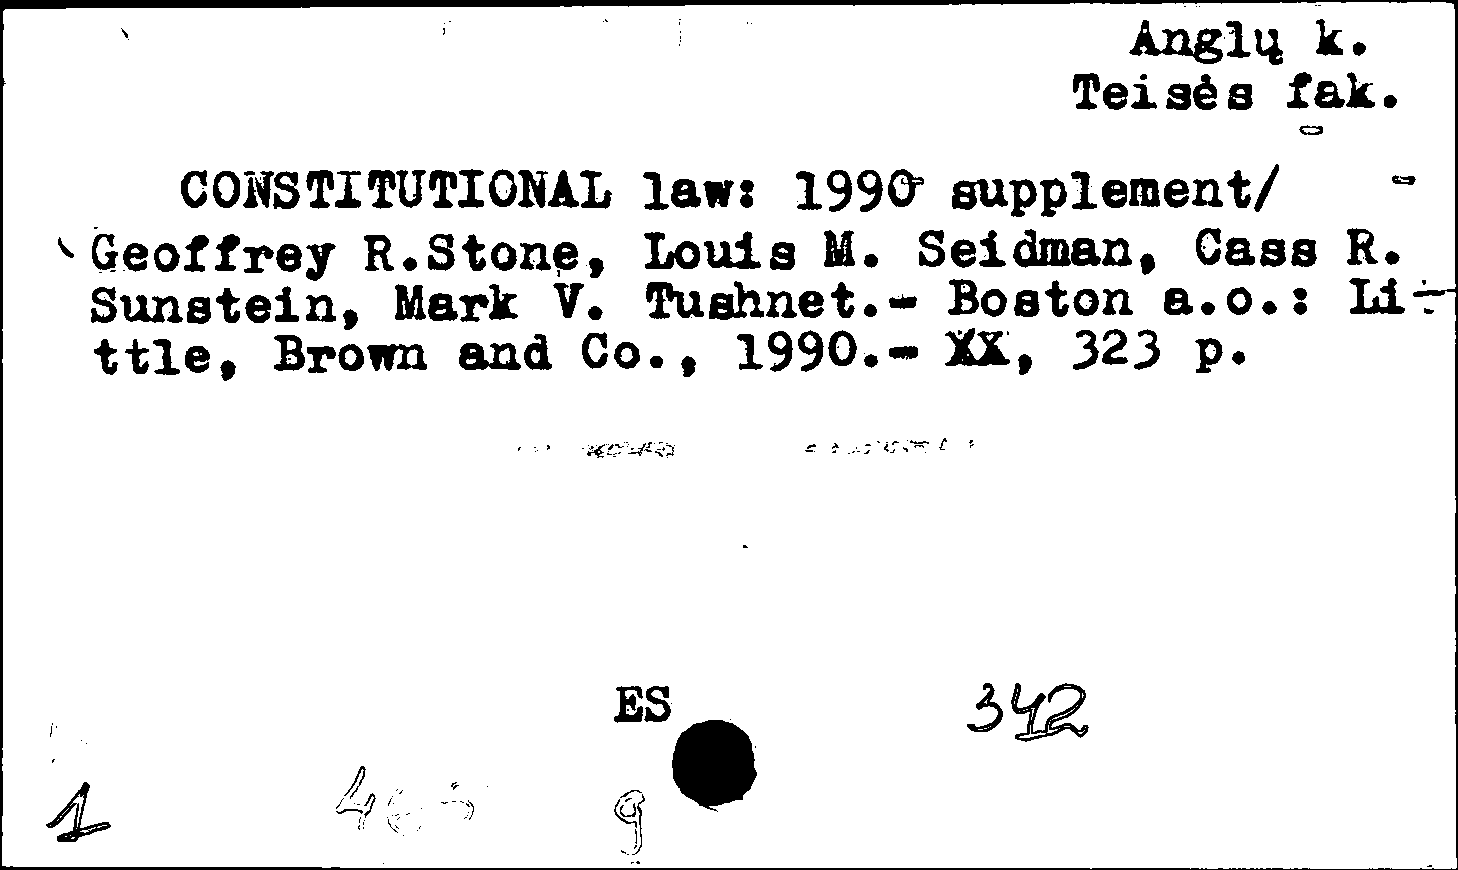 Anglų k.
Teisės fak.
CONSTITUTIONAL law: 1990 supplement/
Geoffrey R.Stone, Louis M. Seidman, Cass R.
Sunstein, Mark V. Tushnet.- Boston a.o.: Li-
ttle, Brown and Co., 1990.- XX, 323 p.
ES
342
1
g